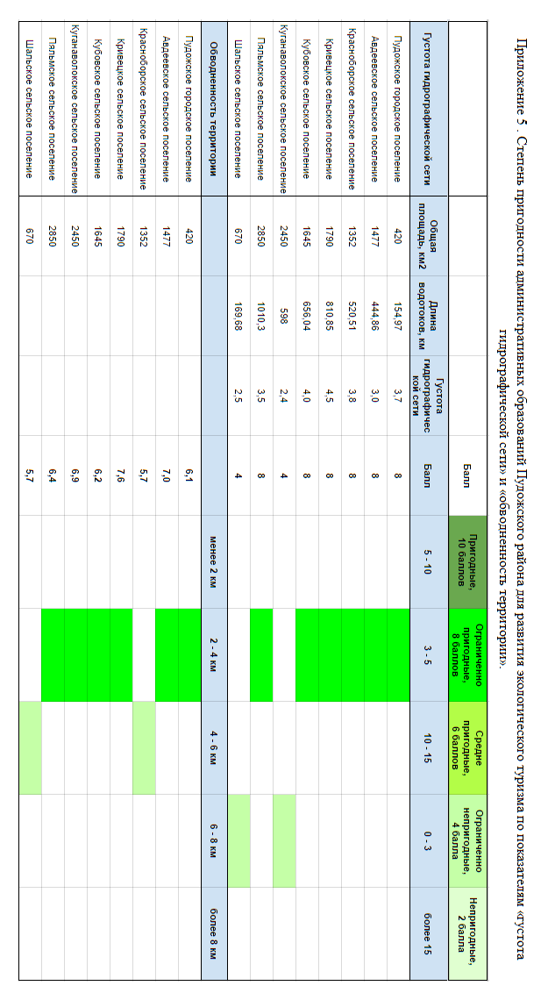 Приложение 5 . Степень пригодности административных образований Пудожского района для развития экологического туризма по показателям «густота
гидрографической сети» и «обводненность территории».
Балл
Пригодные,
10 баллов
Ограниченно
пригодные,
8 баллов
Средне
пригодные,
6 баллов
Ограниченно
непригодные,
4 балла
Непригодные,
2 балла
Густота гидрографической сети
Общая
площадь, км2
Длина
водотоков, км
Густота
гидрографичес
кой сети
Балл
5 - 10
3 - 5
10 - 15
0 - 3
более 15
Пудожское городское поселение 420 154,97 3,7 8
Авдеевское сельское поселение 1477 444,86 3,0 8
Красноборское сельское поселение 1352 520,51 3,8 8
Кривецкое сельское поселение 1790 810,85 4,5 8
Кубовское сельское поселение 1645 656,04 4,0 8
Куганаволокское сельское поселение 2450 598 2,4 4
Пяльмское сельское поселение 2850 1010,3 3,5 8
Шальское сельское поселение 670 169,68 2,5 4
Обводненность территории менее 2 км 2 - 4 км 4 - 6 км 6 - 8 км более 8 км
Пудожское городское поселение 420 6,1
Авдеевское сельское поселение 1477 7,0
Красноборское сельское поселение 1352 5,7
Кривецкое сельское поселение 1790 7,6
Кубовское сельское поселение 1645 6,2
Куганаволокское сельское поселение 2450 6,9
Пяльмское сельское поселение 2850 6,4
Шальское сельское поселение 670 5,7